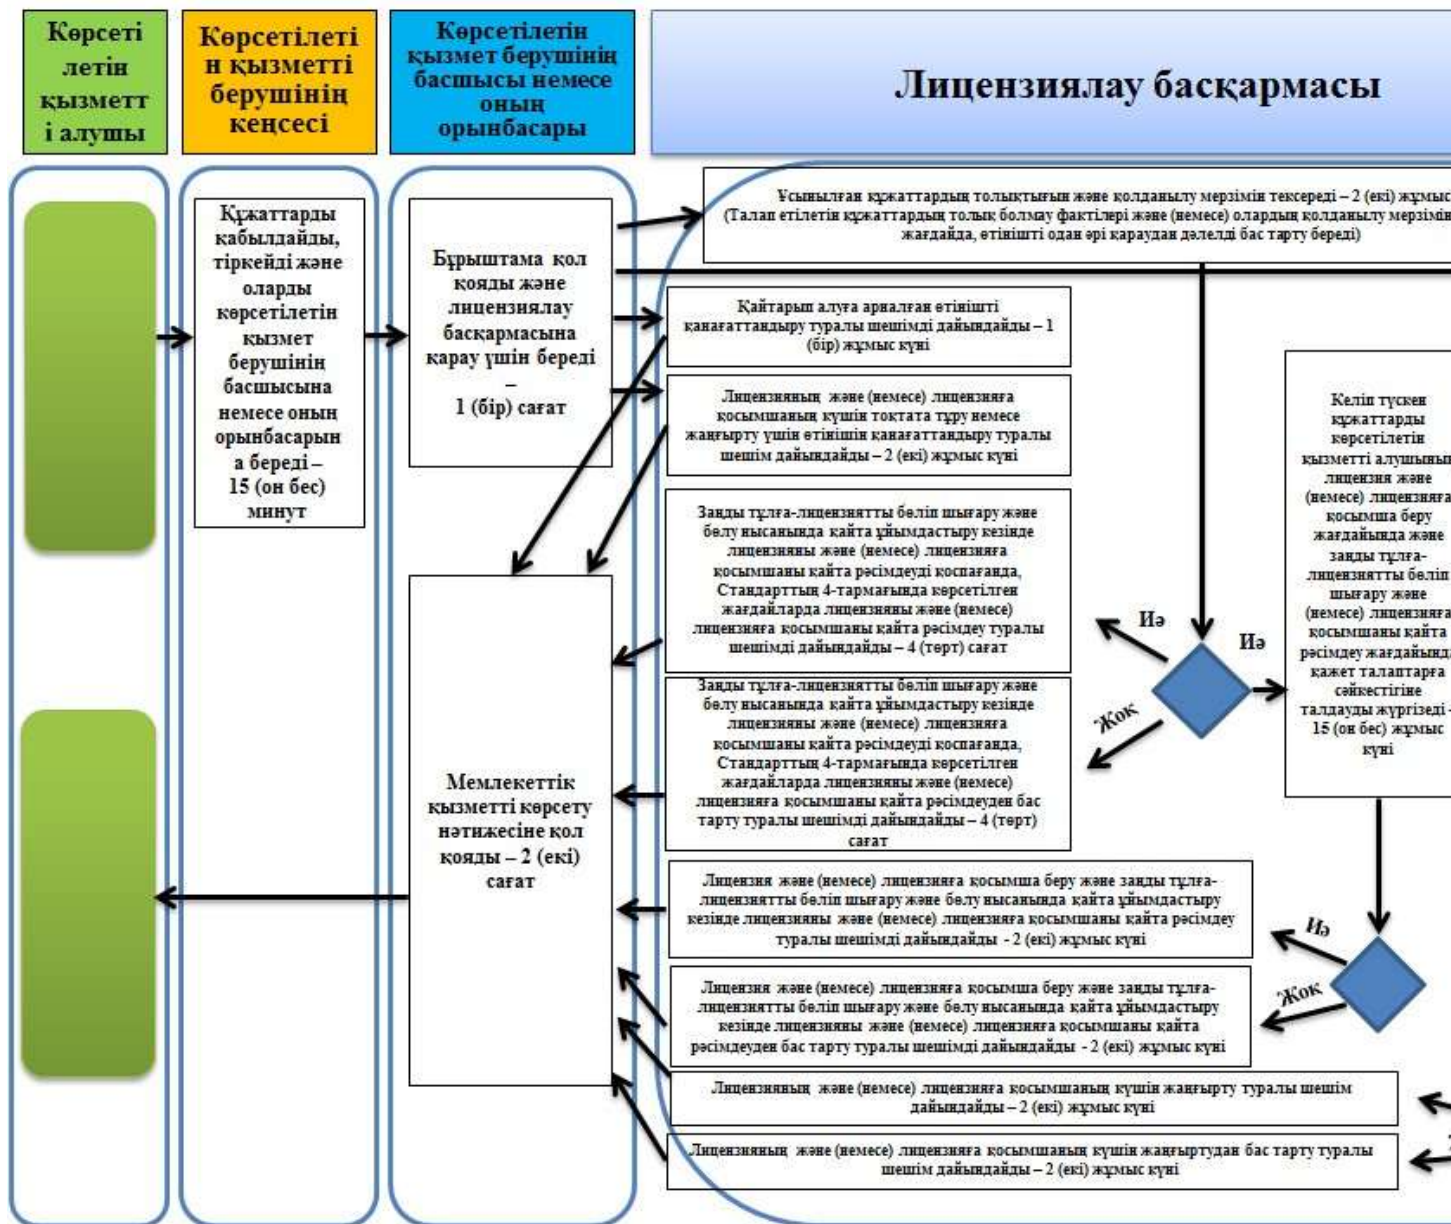 Көрсеті
летін
қызметт
і алушы
Көрсетілеті
н қызметті
берушінің
кеңсесі
Көрсетілетін
қызмет берушінің
басшысы немесе
оның
орынбасары
Лицензиялау басқармасы
Құжаттарды
қабылдайды,
тіркейді және
оларды
көрсетілетін
қызмет
берушінің
басшысына
немесе оның
орынбасарын
а береді –
15 (он бес)
минут
Бұрыштама қол
қояды және
лицензиялау
басқармасына
қарау үшін береді
–
1 (бір) сағат
Ұсынылған құжаттардың толықтығын және қолданылу мерзімін тексереді – 2 (екі) жұмыс
(Талап етілетін құжаттардың толық болмау фактілері және (немесе) олардың қолданылу мерзімін
жағдайда, өтінішті одан әрі қараудан дәлелді бас тарту береді)
Қайтарып алуға арналған өтінішті
қанағаттандыру туралы шешімді дайындайды – 1
(бір) жұмыс күні
Лицензияның және (немесе) лицензияға
қосымшаның күшін тоқтата тұру немесе
жаңғырту үшін өтінішін қанағаттандыру туралы
шешім дайындайды – 2 (екі) жұмыс күні
Заңды тұлға-лицензиятты бөліп шығару және
бөлу нысанында қайта ұйымдастыру кезінде
лицензияны және (немесе) лицензияға
қосымшаны қайта рәсімдеуді қоспағанда,
Стандарттың 4-тармағында көрсетілген
жағдайларда лицензияны және (немесе)
лицензияға қосымшаны қайта рәсімдеу туралы
шешімді дайындайды – 4 (төрт) сағат
Заңды тұлға-лицензиятты бөліп шығару және
бөлу нысанында қайта ұйымдастыру кезінде
лицензияны және (немесе) лицензияға
қосымшаны қайта рәсімдеуді қоспағанда,
Стандарттың 4-тармағында көрсетілген
жағдайларда лицензияны және (немесе)
лицензияға қосымшаны қайта рәсімдеуден бас
тарту туралы шешімді дайындайды – 4 (төрт)
сағат
Иә
Иә
Жоқ
Келіп түскен
құжаттарды
көрсетілетін
қызметті алушының
лицензия және
(немесе) лицензияға
қосымша беру
жағдайында және
заңды тұлға-
лицензиятты бөліп
шығару және
(немесе) лицензияға
қосымшаны қайта
рәсімдеу жағдайында
қажет талаптарға
сәйкестігіне
талдауды жүргізеді -
15 (он бес) жұмыс
күні
Мемлекеттік
қызметті көрсету
нәтижесіне қол
қояды – 2 (екі)
сағат
Лицензия және (немесе) лицензияға қосымша беру және заңды тұлға-
лицензиятты бөліп шығару және бөлу нысанында қайта ұйымдастыру
кезінде лицензияны және (немесе) лицензияға қосымшаны қайта рәсімдеу
туралы шешімді дайындайды - 2 (екі) жұмыс күні
Иә
Жоқ
Лицензия және (немесе) лицензияға қосымша беру және заңды тұлға-
лицензиятты бөліп шығару және бөлу нысанында қайта ұйымдастыру
кезінде лицензияны және (немесе) лицензияға қосымшаны қайта
рәсімдеуден бас тарту туралы шешімді дайындайды - 2 (екі) жұмыс күні
Лицензияның және (немесе) лицензияға қосымшаның күшін жаңғырту туралы шешім
дайындайды – 2 (екі) жұмыс күні
Лицензияның және (немесе) лицензияға қосымшаның күшін жаңғыртудан бас тарту туралы
шешім дайындайды – 2 (екі) жұмыс күні